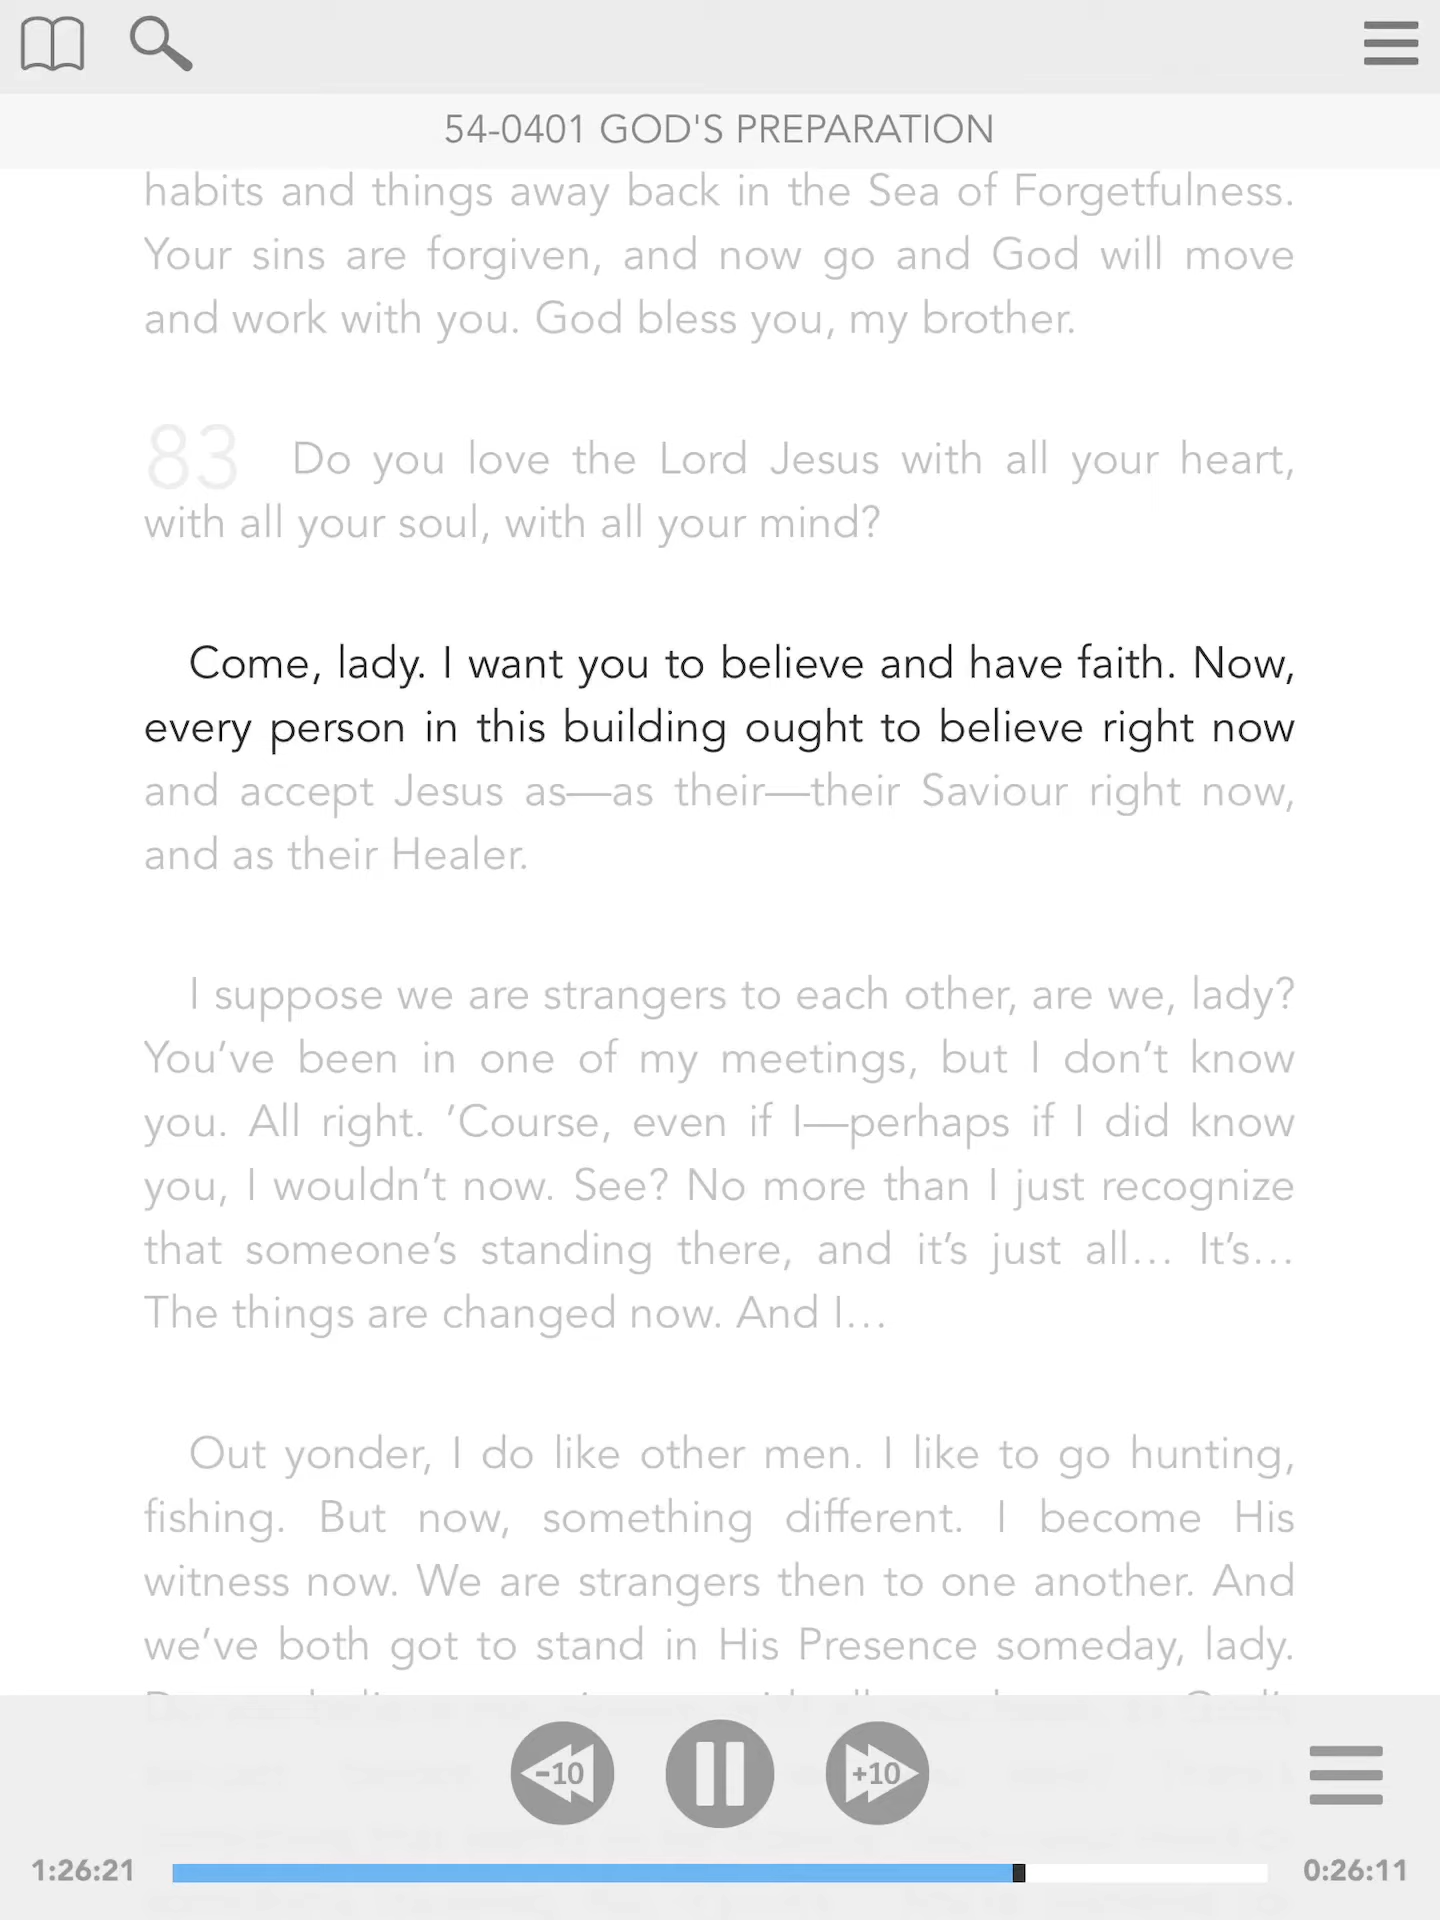 54-0401 GOD'S PREPARATION
habits and things away back in the Sea of Forgetfulness.
Your sins are forgiven, and now go and God will move
and work with you. God bless you, my brother.
83 Do you love the Lord Jesus with all your heart,
with all your soul, with all your mind?
Come, lady. I want you to believe and have faith. Now,
every person in this building ought to believe right now
and accept Jesus as—as their—their Saviour right now,
and as their Healer.
I suppose we are strangers to each other, are we, lady?
You’ve been in one of my meetings, but I don’t know
you. All right. ’Course, even if I—perhaps if I did know
you, I wouldn’t now. See? No more than I just recognize
that someone’s standing there, and it’s just all… It’s…
The things are changed now. And I…
Out yonder, I do like other men. I like to go hunting,
fishing. But now, something different. I become His
witness now. We are strangers then to one another. And
we’ve both got to stand in His Presence someday, lady.
-10 +10
1:26:21 0:26:11